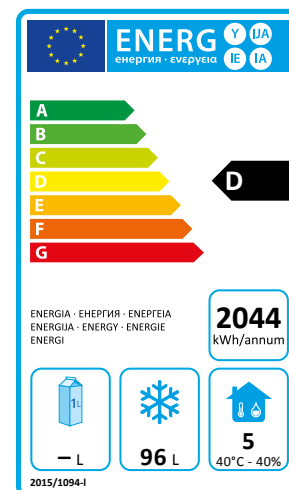 ENERG Y IJA IE IA
енергия · ενεργεια
A
B
C
D
E
F
G
D
ENERGIA · ЕНЕРГИЯ · ΕΝΕΡΓΕΙΑ
ENERGIJA · ENERGY · ENERGIE
ENERGI
2044
kWh/annum
1L
– L
96 L
5
40°C - 40%
2015/1094-I